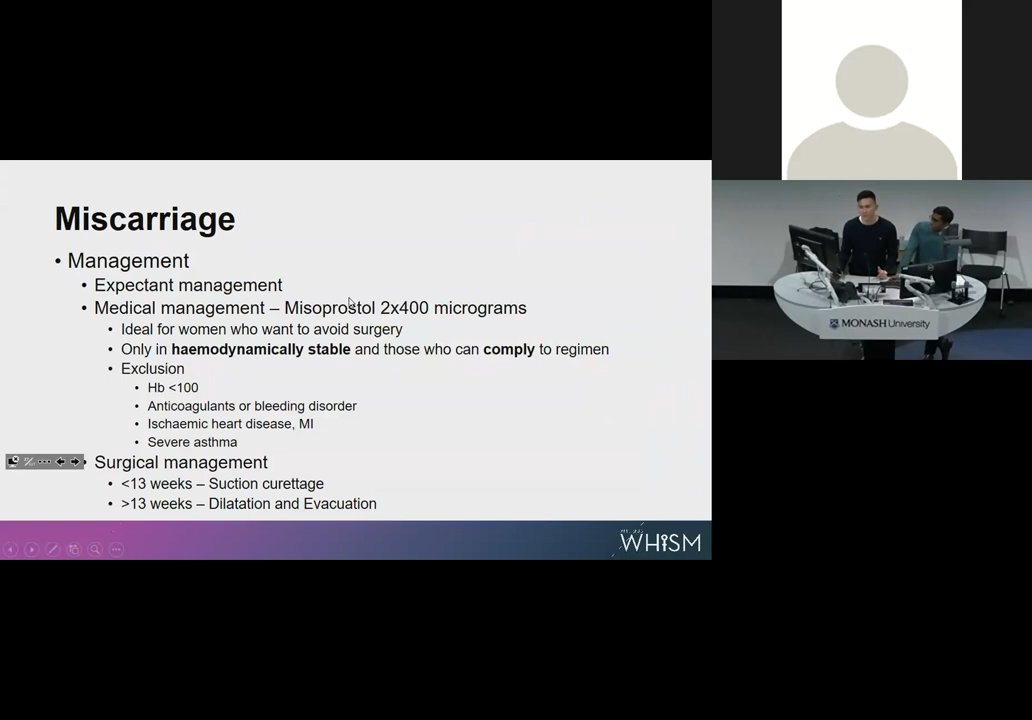 Miscarriage
• Management
• Expectant management
• Medical management – Misoprostol 2x400 micrograms
• Ideal for women who want to avoid surgery
• Only in haemodynamically stable and those who can comply to regimen
• Exclusion
• Hb <100
• Anticoagulants or bleeding disorder
• Ischaemic heart disease, MI
• Severe asthma
• Surgical management
• <13 weeks – Suction curettage
• >13 weeks – Dilatation and Evacuation
WHiSM
MONASH University